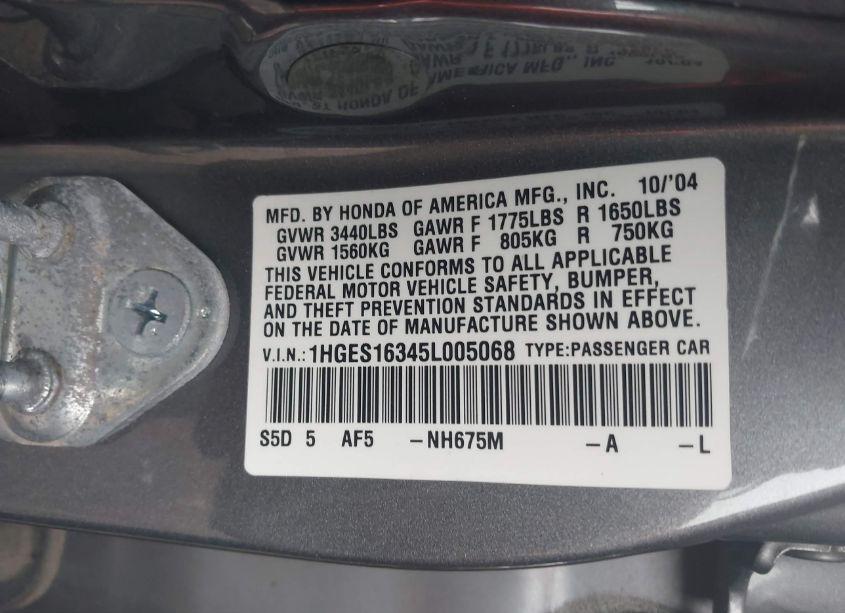 MFD. BY HONDA OF AMERICA MFG., INC. 10/'04
GVWR 3440LBS GAWR F 1775LBS R 1650LBS
GVWR 1560KG GAWR F 805KG R 750KG
THIS VEHICLE CONFORMS TO ALL APPLICABLE
FEDERAL MOTOR VEHICLE SAFETY, BUMPER,
AND THEFT PREVENTION STANDARDS IN EFFECT
ON THE DATE OF MANUFACTURE SHOWN ABOVE.
V.I.N.:1HGES16345L005068 TYPE:PASSENGER CAR
S5D 5 AF5 -NH675M -A -L